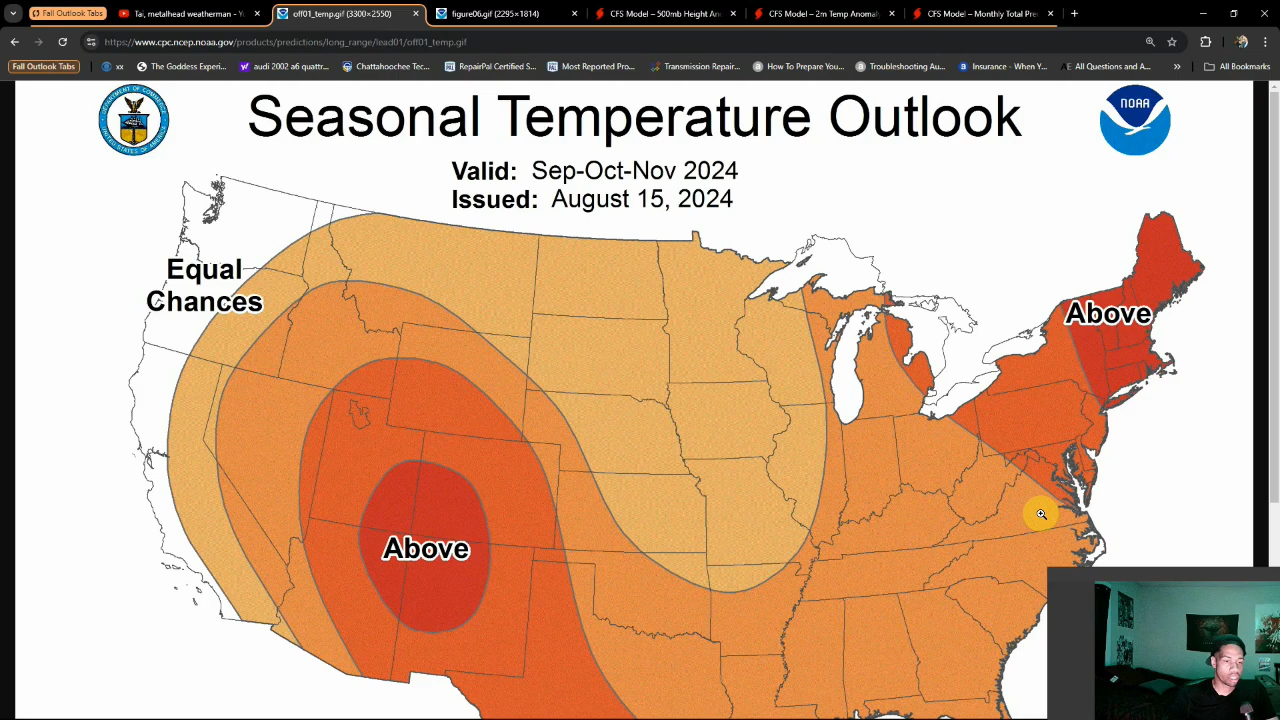 Fall Outlook Tabs
Tai, metalhead weatherman - Y
off01_temp.gif (3300×2550)
figure06.gif (2295×1814)
CFS Model – 500mb Height An
CFS Model – 2m Temp Anomaly
CFS Model – Monthly Total Pre
https://www.cpc.ncep.noaa.gov/products/predictions/long_range/lead01/off01_temp.gif
Fall Outlook Tabs
xx
The Goddess Experi...
audi 2002 a6 quattr...
Chattahoochee Tec...
RepairPal Certified S...
Most Reported Pro...
Transmission Repair...
How To Prepare You...
Troubleshooting Au...
Insurance - When Y...
All Questions and A...
All Bookmarks
Seasonal Temperature Outlook
NOAA
Valid: Sep-Oct-Nov 2024
Issued: August 15, 2024
Equal
Chances
Above
Above